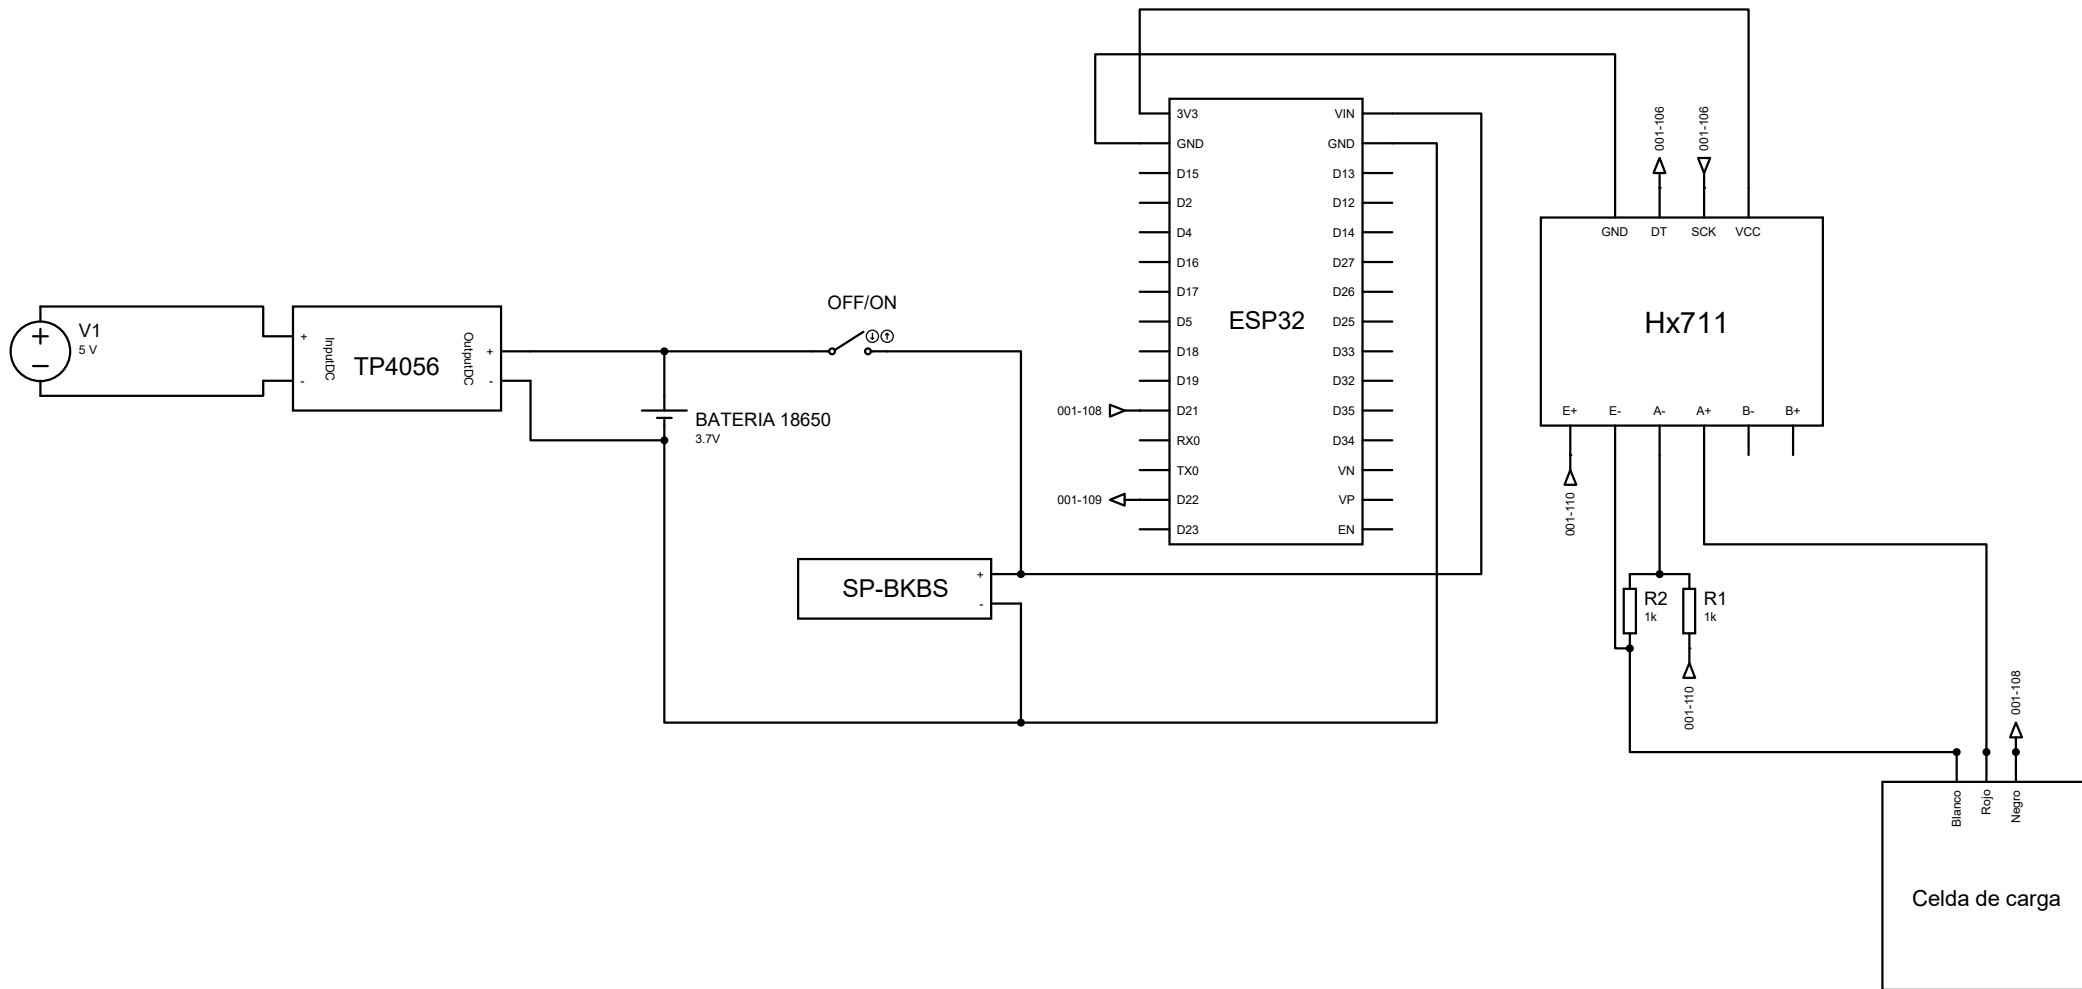 V1
5 V
+
-
InputDC
TP4056
OutputDC
+
-
OFF/ON
BATERIA 18650
3.7V
SP-BKBS
+
-
ESP32
3V3
GND
D15
D2
D4
D16
D17
D5
D18
D19
001-108
D21
RX0
TX0
001-109
D22
D23
VIN
GND
D13
D12
D14
D27
D26
D25
D33
D32
D35
D34
VN
VP
EN
001-106
001-106
GND DT SCK VCC
Hx711
E+ E- A- A+ B- B+
001-110
R2
1k
R1
1k
001-110
001-108
Blanco
Rojo
Negro
Celda de carga